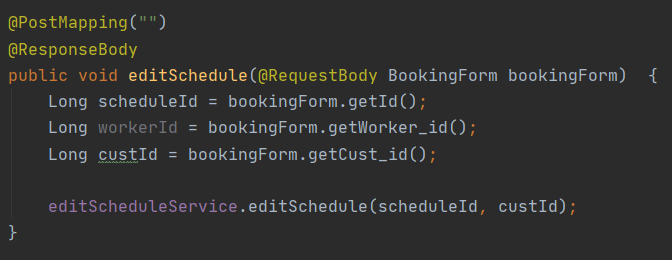 @PostMapping("")
@ResponseBody
public void editSchedule(@RequestBody BookingForm bookingForm)  {
    Long scheduleId = bookingForm.getId();
    Long workerId = bookingForm.getWorker_id();
    Long custId = bookingForm.getCust_id();

    editScheduleService.editSchedule(scheduleId, custId);
}